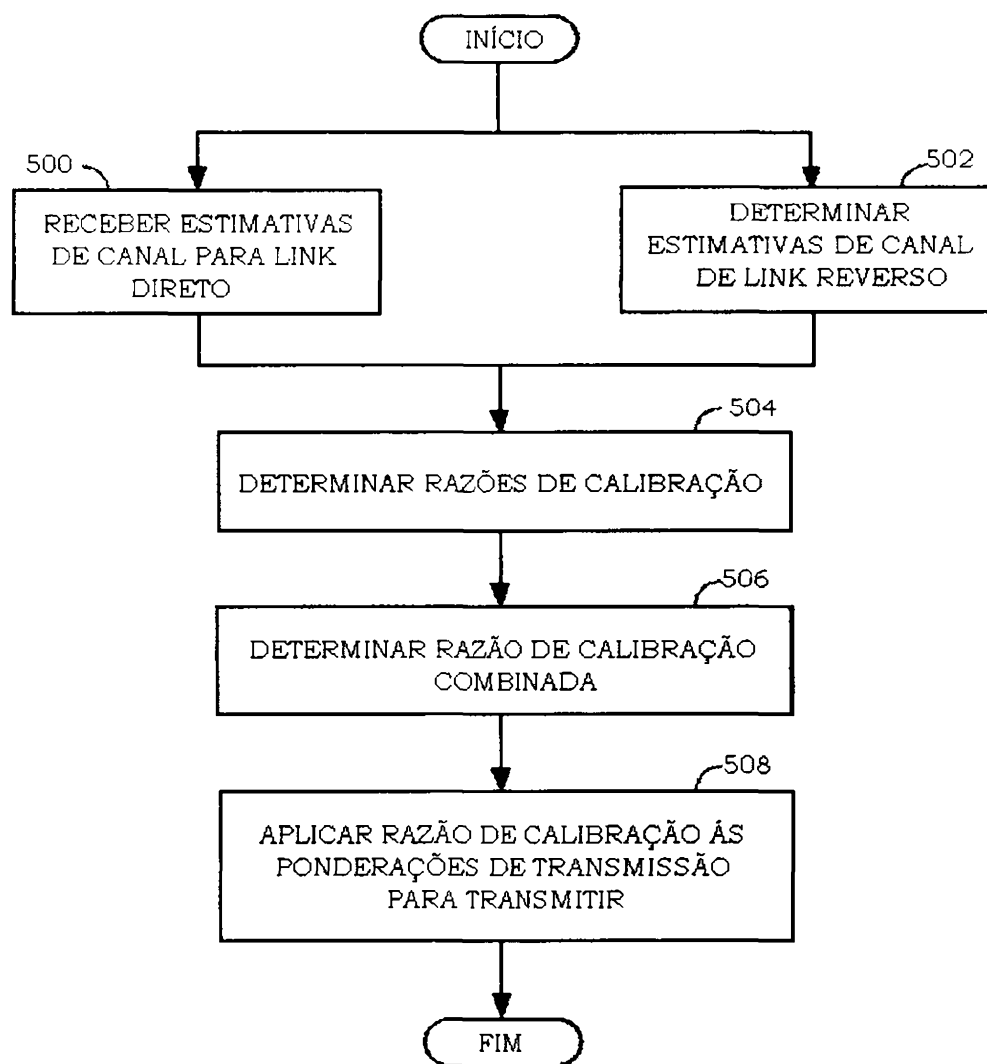 INÍCIO
500
RECEBER ESTIMATIVAS
DE CANAL PARA LINK
DIRETO
502
DETERMINAR
ESTIMATIVAS DE CANAL
DE LINK REVERSO
504
DETERMINAR RAZÕES DE CALIBRAÇÃO
506
DETERMINAR RAZÃO DE CALIBRAÇÃO
COMBINADA
508
APLICAR RAZÃO DE CALIBRAÇÃO ÁS
PONDERAÇÕES DE TRANSMISSÃO
PARA TRANSMITIR
FIM